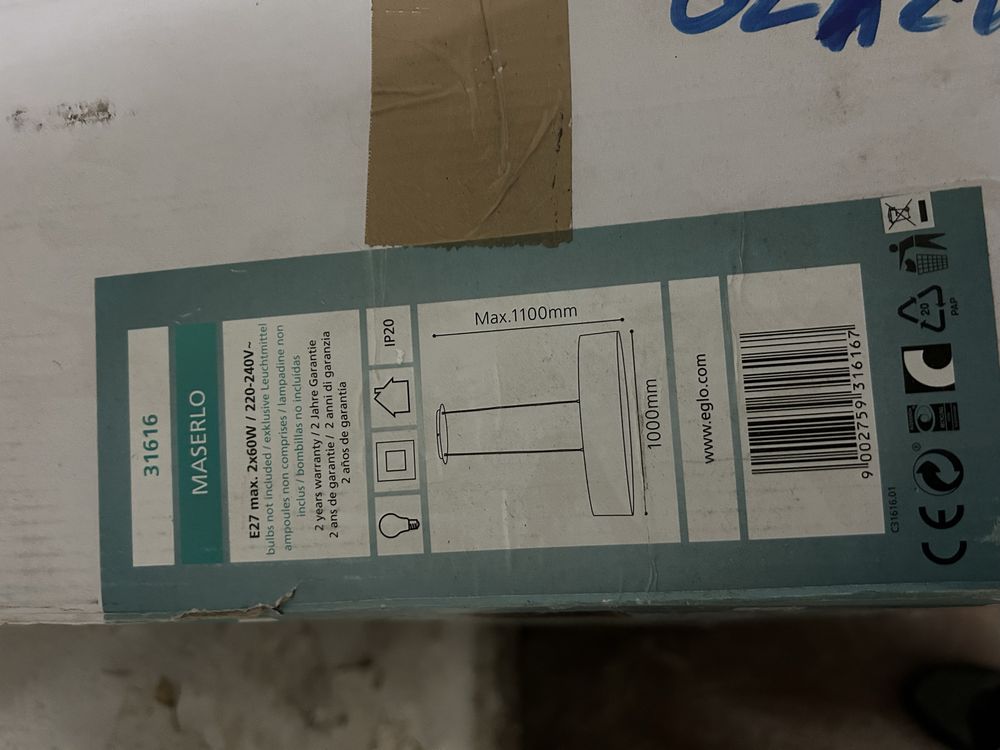 31616
MASERLO
E27 max. 2x60W / 220-240V~
bulbs not included / exklusive Leuchtmittel
ampoules non comprises / lampadine non
inclus / bombillas no incluídas
2 years warranty / 2 Jahre Garantie
2 ans de garantie / 2 anni di garanzia
2 años de garantia
IP20
Max.1100mm
1000mm
www.eglo.com
9 002759 316167
C31616.01
CE
20
PAP